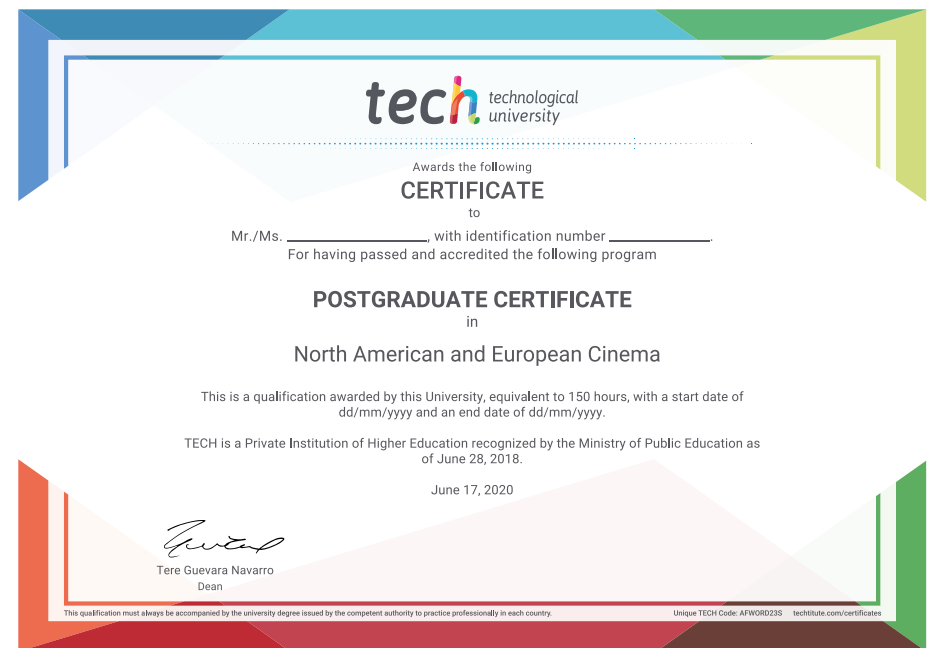 tech technological
university
Awards the following
CERTIFICATE
to
Mr./Ms. ____________________, with identification number ______________.
For having passed and accredited the following program
POSTGRADUATE CERTIFICATE
in
North American and European Cinema
This is a qualification awarded by this University, equivalent to 150 hours, with a start date of
dd/mm/yyyy and an end date of dd/mm/yyyy.
TECH is a Private Institution of Higher Education recognized by the Ministry of Public Education as
of June 28, 2018.
June 17, 2020
Tere Guevara Navarro
Dean
This qualification must always be accompanied by the university degree issued by the competent authority to practice professionally in each country.
Unique TECH Code: AFWORD23S techtitute.com/certificates